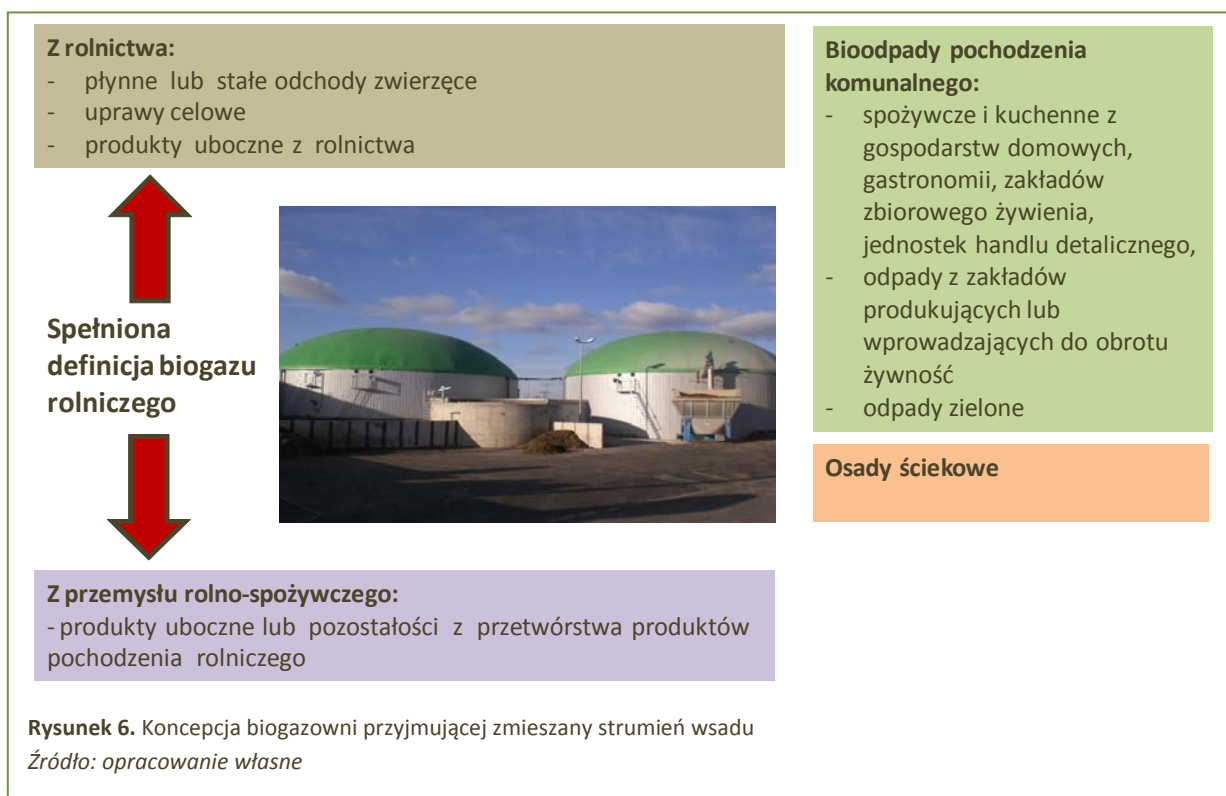 Z rolnictwa:
- płynne lub stałe odchody zwierzęce
- uprawy celowe
- produkty uboczne z rolnictwa
Spełniona
definicja biogazu
rolniczego
Z przemysłu rolno-spożywczego:
- produkty uboczne lub pozostałości z przetwórstwa produktów
pochodzenia rolniczego
Bioodpady pochodzenia
komunalnego:
- spożywcze i kuchenne z
gospodarstw domowych,
gastronomii, zakładów
zbiorowego żywienia,
jednostek handlu detalicznego,
- odpady z zakładów
produkujących lub
wprowadzających do obrotu
żywność
- odpady zielone
Osady ściekowe
Rysunek 6. Koncepcja biogazowni przyjmującej zmieszany strumień wsadu
Źródło: opracowanie własne